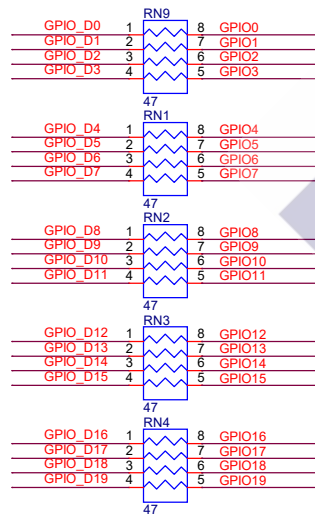 RN9
GPIO_D0 1 8 GPIO0
GPIO_D1 2 7 GPIO1
GPIO_D2 3 6 GPIO2
GPIO_D3 4 5 GPIO3
47
RN1
GPIO_D4 1 8 GPIO4
GPIO_D5 2 7 GPIO5
GPIO_D6 3 6 GPIO6
GPIO_D7 4 5 GPIO7
47
RN2
GPIO_D8 1 8 GPIO8
GPIO_D9 2 7 GPIO9
GPIO_D10 3 6 GPIO10
GPIO_D11 4 5 GPIO11
47
RN3
GPIO_D12 1 8 GPIO12
GPIO_D13 2 7 GPIO13
GPIO_D14 3 6 GPIO14
GPIO_D15 4 5 GPIO15
47
RN4
GPIO_D16 1 8 GPIO16
GPIO_D17 2 7 GPIO17
GPIO_D18 3 6 GPIO18
GPIO_D19 4 5 GPIO19
47